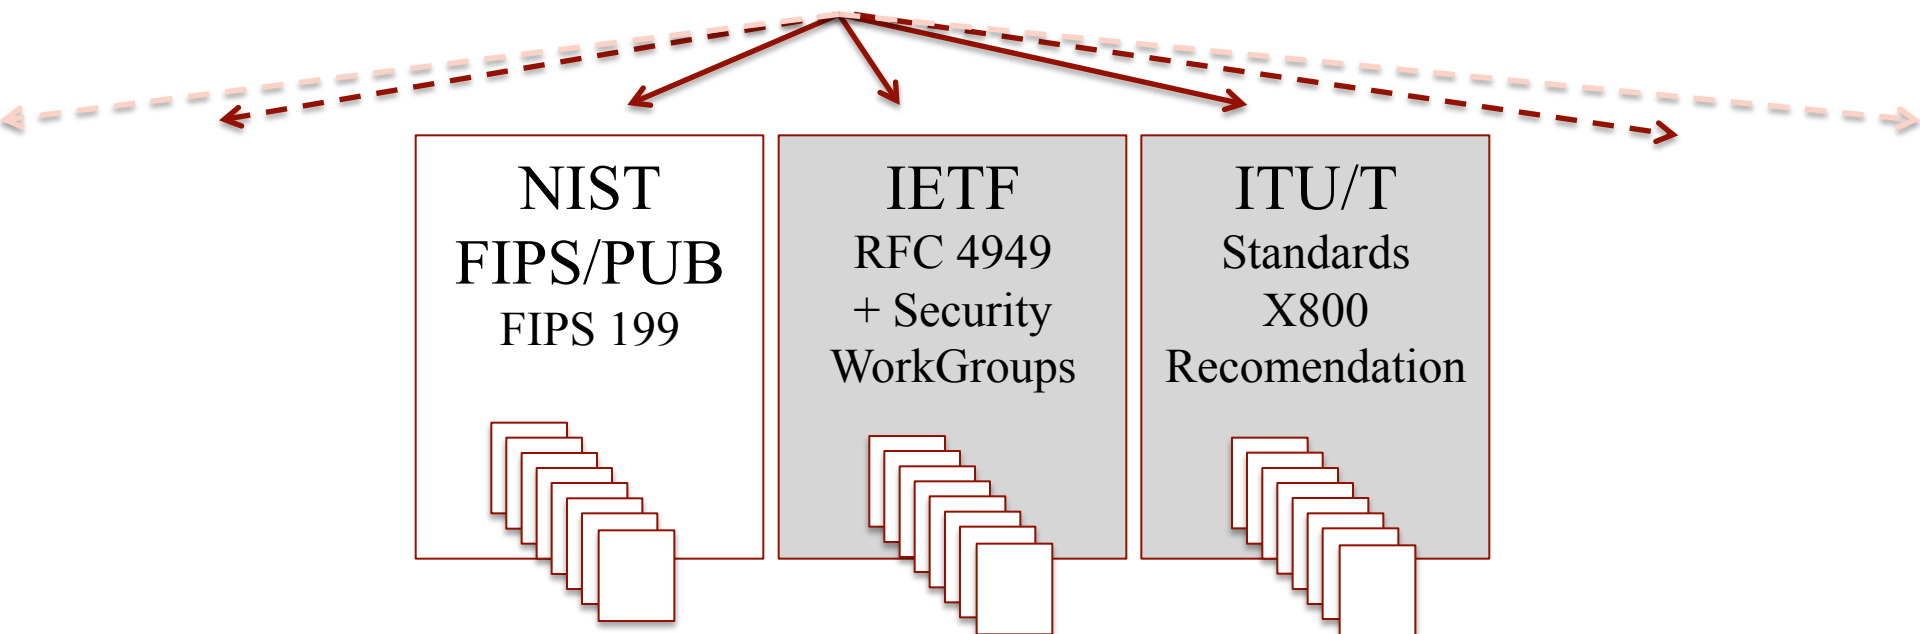 NIST
FIPS/PUB
FIPS 199
IETF
RFC 4949
+ Security
WorkGroups
ITU/T
Standards
X800
Recomendation